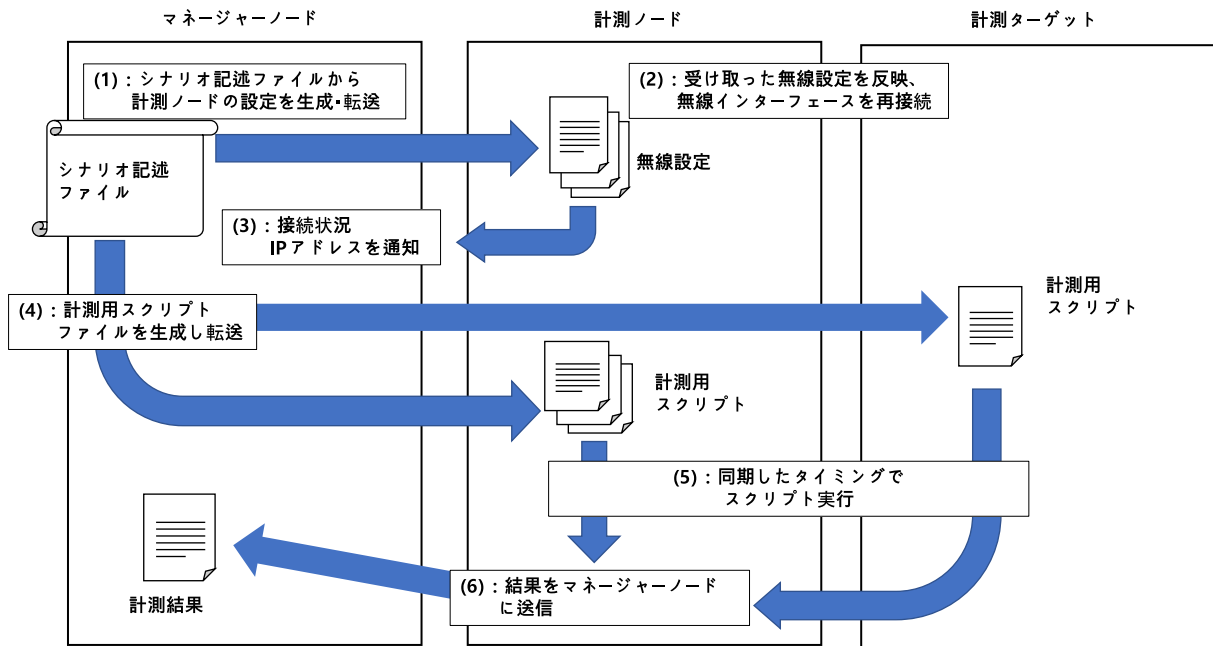 マネージャーノード
計測ノード
計測ターゲット
(1)：シナリオ記述ファイルから
計測ノードの設定を生成・転送
(2)：受け取った無線設定を反映、
無線インターフェースを再接続
シナリオ記述
ファイル
無線設定
(3)：接続状況
IPアドレスを通知
(4)：計測用スクリプト
ファイルを生成し転送
計測用
スクリプト
計測用
スクリプト
(5)：同期したタイミングで
スクリプト実行
(6)：結果をマネージャーノード
に送信
計測結果